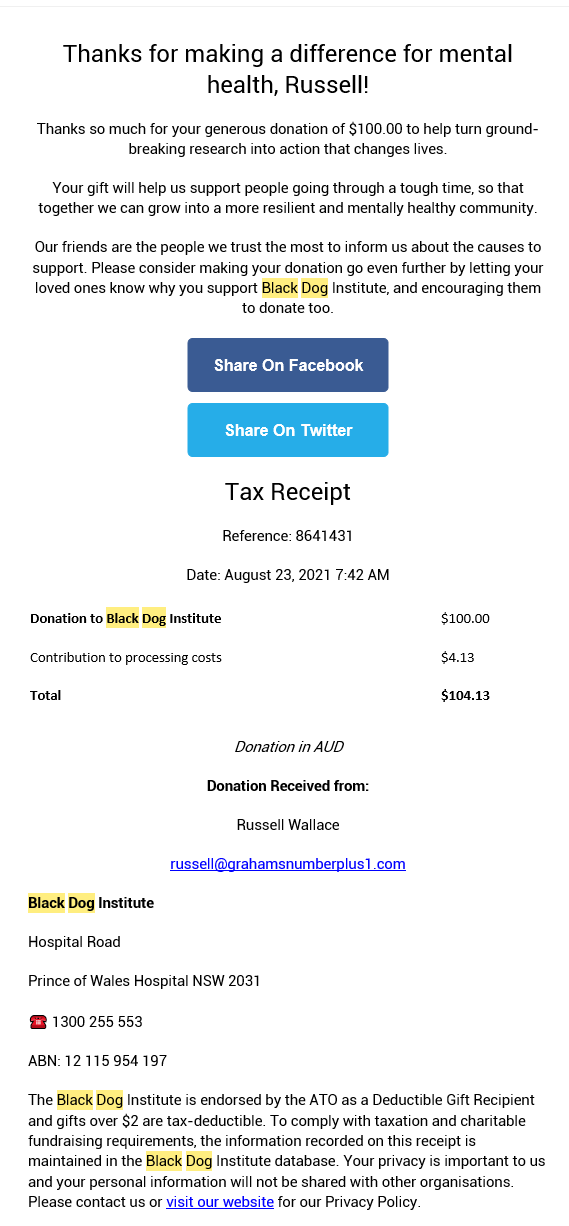 Thanks for making a difference for mental
health, Russell!
Thanks so much for your generous donation of $100.00 to help turn ground-
breaking research into action that changes lives.
Your gift will help us support people going through a tough time, so that
together we can grow into a more resilient and mentally healthy community.
Our friends are the people we trust the most to inform us about the causes to
support. Please consider making your donation go even further by letting your
loved ones know why you support Black Dog Institute, and encouraging them
to donate too.
Share On Facebook
Share On Twitter
Tax Receipt
Reference: 8641431
Date: August 23, 2021 7:42 AM
Donation to Black Dog Institute $100.00
Contribution to processing costs $4.13
Total $104.13
Donation in AUD
Donation Received from:
Russell Wallace
russell@grahamsnumberplus1.com
Black Dog Institute
Hospital Road
Prince of Wales Hospital NSW 2031
☎️ 1300 255 553
ABN: 12 115 954 197
The Black Dog Institute is endorsed by the ATO as a Deductible Gift Recipient
and gifts over $2 are tax-deductible. To comply with taxation and charitable
fundraising requirements, the information recorded on this receipt is
maintained in the Black Dog Institute database. Your privacy is important to us
and your personal information will not be shared with other organisations.
Please contact us or visit our website for our Privacy Policy.